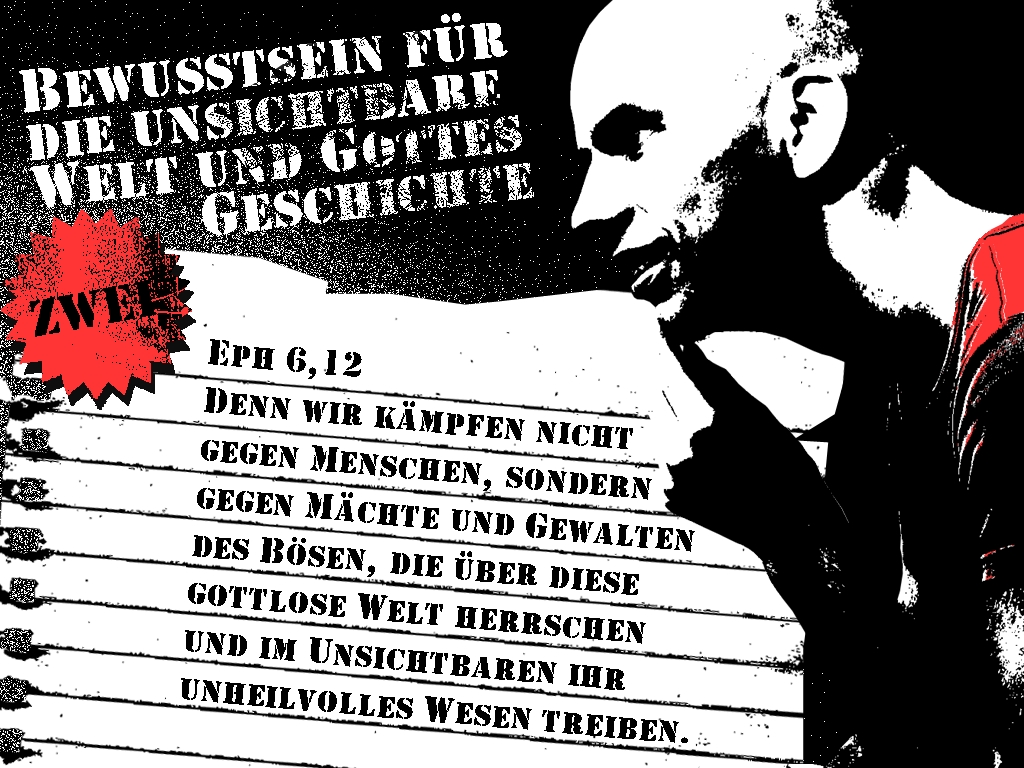 BEWUSSTSEIN FÜR
DIE UNSICHTBARE
WELT UND GOTTES
GESCHICHTE
ZWEI
EPH 6,12
DENN WIR KÄMPFEN NICHT
GEGEN MENSCHEN, SONDERN
GEGEN MÄCHTE UND GEWALTEN
DES BÖSEN, DIE ÜBER DIESE
GOTTLOSE WELT HERRSCHEN
UND IM UNSICHTBAREN IHR
UNHEILVOLLES WESEN TREIBEN.